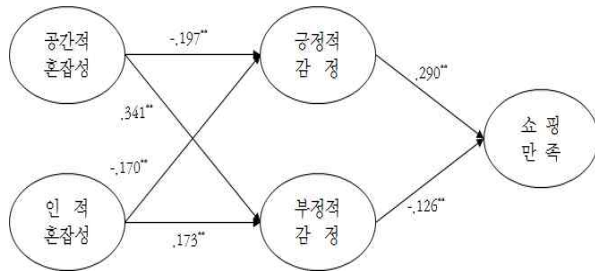 공간적
혼잡성
-.197**
긍정적
감 정
.290**
.341**
쇼 핑
만 족
-.170**
인 적
혼잡성
.173**
부정적
감 정
-.126**